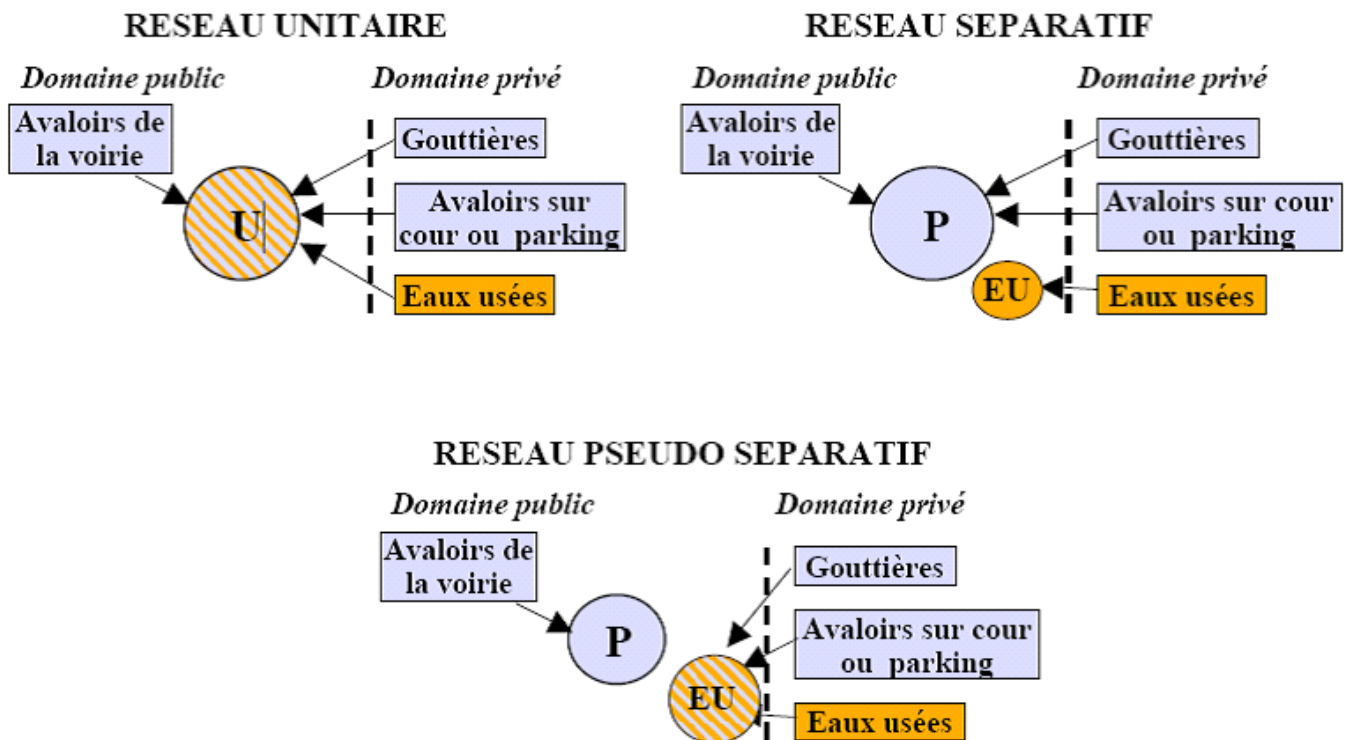 RESEAU UNITAIRE
Domaine public
Domaine privé
Avaloirs de
la voirie
U
Gouttières
Avaloirs sur
cour ou parking
Eaux usées
RESEAU SEPARATIF
Domaine public
Domaine privé
Avaloirs de
la voirie
P
EU
Gouttières
Avaloirs sur cour
ou parking
Eaux usées
RESEAU PSEUDO SEPARATIF
Domaine public
Domaine privé
Avaloirs de
la voirie
P
EU
Gouttières
Avaloirs sur cour
ou parking
Eaux usées